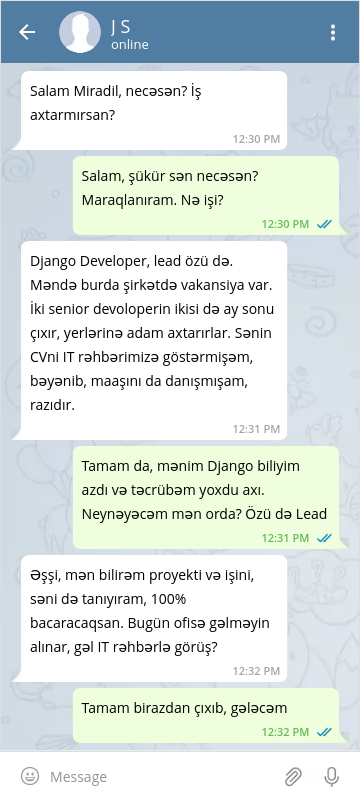 J S
online
Salam Miradil, necəsən? İş
axtarmırsan?
12:30 PM
Salam, şükür sən necəsən?
Maraqlanıram. Nə işi?
12:30 PM
Django Developer, lead özü də.
Məndə burda şirkətdə vakansiya var.
İki senior devoloperin ikisi də ay sonu
çıxır, yerlərinə adam axtarırlar. Sənin
CVni IT rəhbərimizə göstərmişəm,
bəyənib, maaşını da danışmışam,
razıdır.
12:31 PM
Tamam da, mənim Django biliyim
azdı və təcrübəm yoxdu axı.
Neynəyəcəm mən orda? Özü də Lead
12:31 PM
Əşşi, mən bilirəm proyekti və işini,
səni də tanıyıram, 100%
bacaracaqsan. Bugün ofisə gəlməyin
alınar, gəl IT rəhbərlə görüş?
12:32 PM
Tamam birazdan çıxıb, gələcəm
12:32 PM
Message